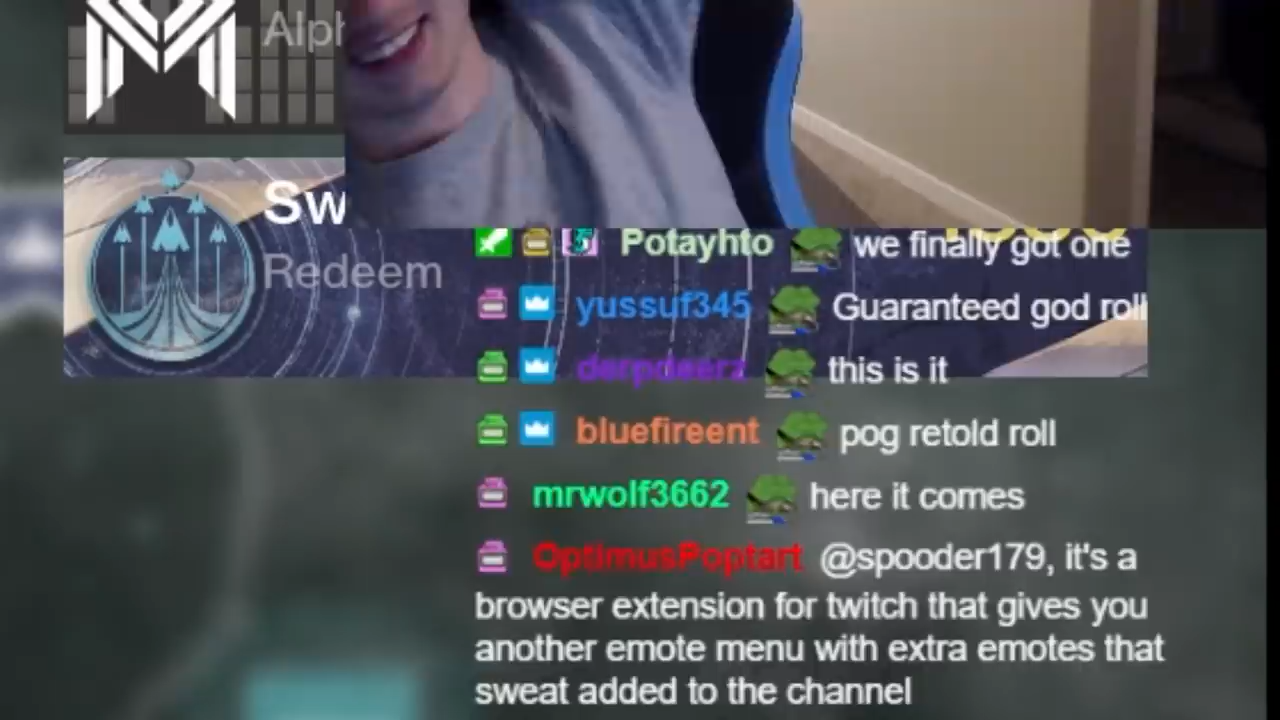 Alph
Sw
Redeem
Potayhto we finally got one
yussuf345 Guaranteed god roll
derpdeerz this is it
bluefireent pog retold roll
mrwolf3662 here it comes
OptimusPoptart @spooder179, it's a
browser extension for twitch that gives you
another emote menu with extra emotes that
sweat added to the channel